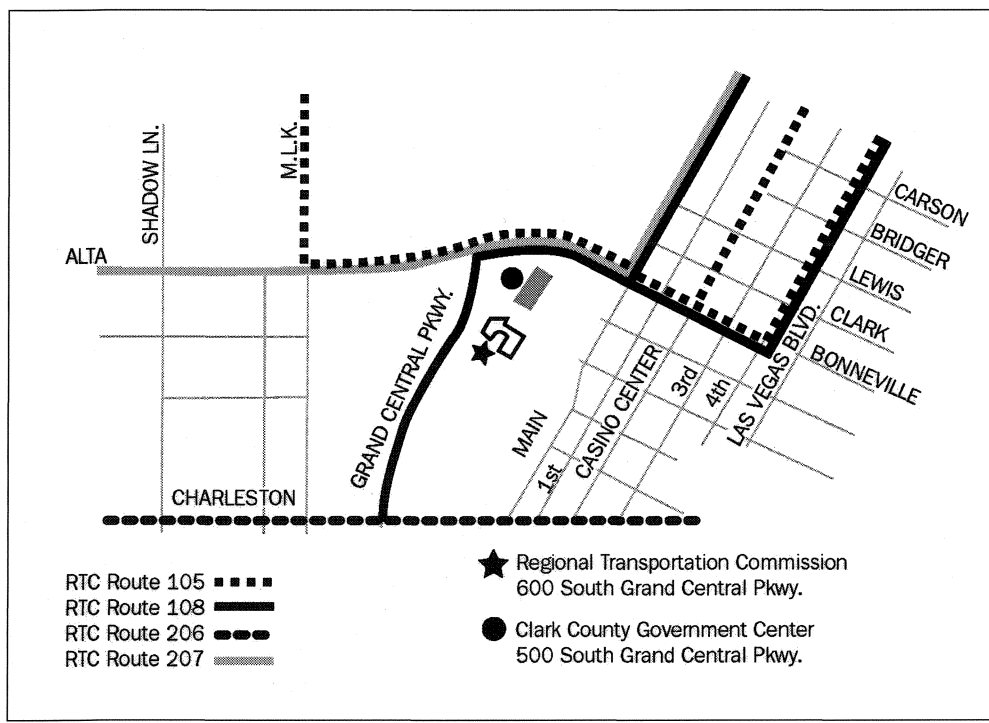 SHADOW LN.
M.L.K.
ALTA
GRAND CENTRAL PKWY.
CHARLESTON
MAIN
1st
CASINO CENTER
3rd
4th
LAS VEGAS BLVD.
CARSON
BRIDGER
LEWIS
CLARK
BONNEVILLE
RTC Route 105
RTC Route 108
RTC Route 206
RTC Route 207
Regional Transportation Commission
600 South Grand Central Pkwy.
Clark County Government Center
500 South Grand Central Pkwy.